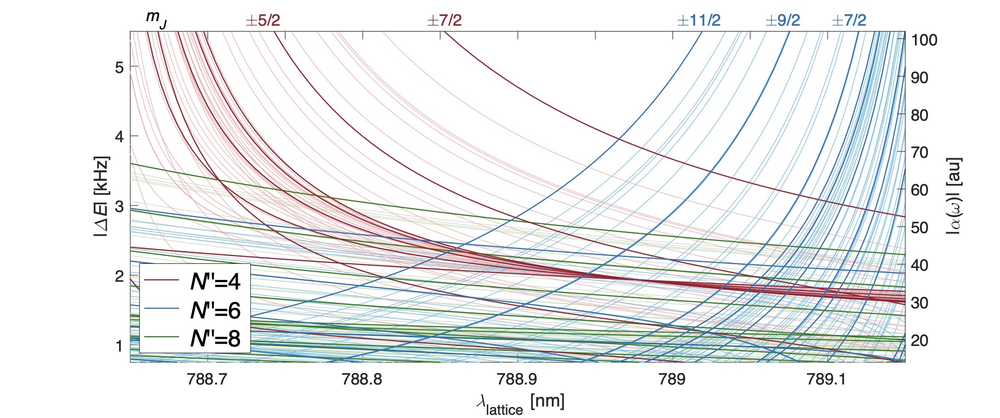 m_J ±5/2 ±7/2 ±11/2 ±9/2 ±7/2
|ΔE| [kHz]
5
4
3
2
1
N"=4
N"=6
N"=8
100
90
80
70
60
50
40
30
20
|α(ω)| [au]
788.7 788.8 788.9 789 789.1
λ_lattice [nm]